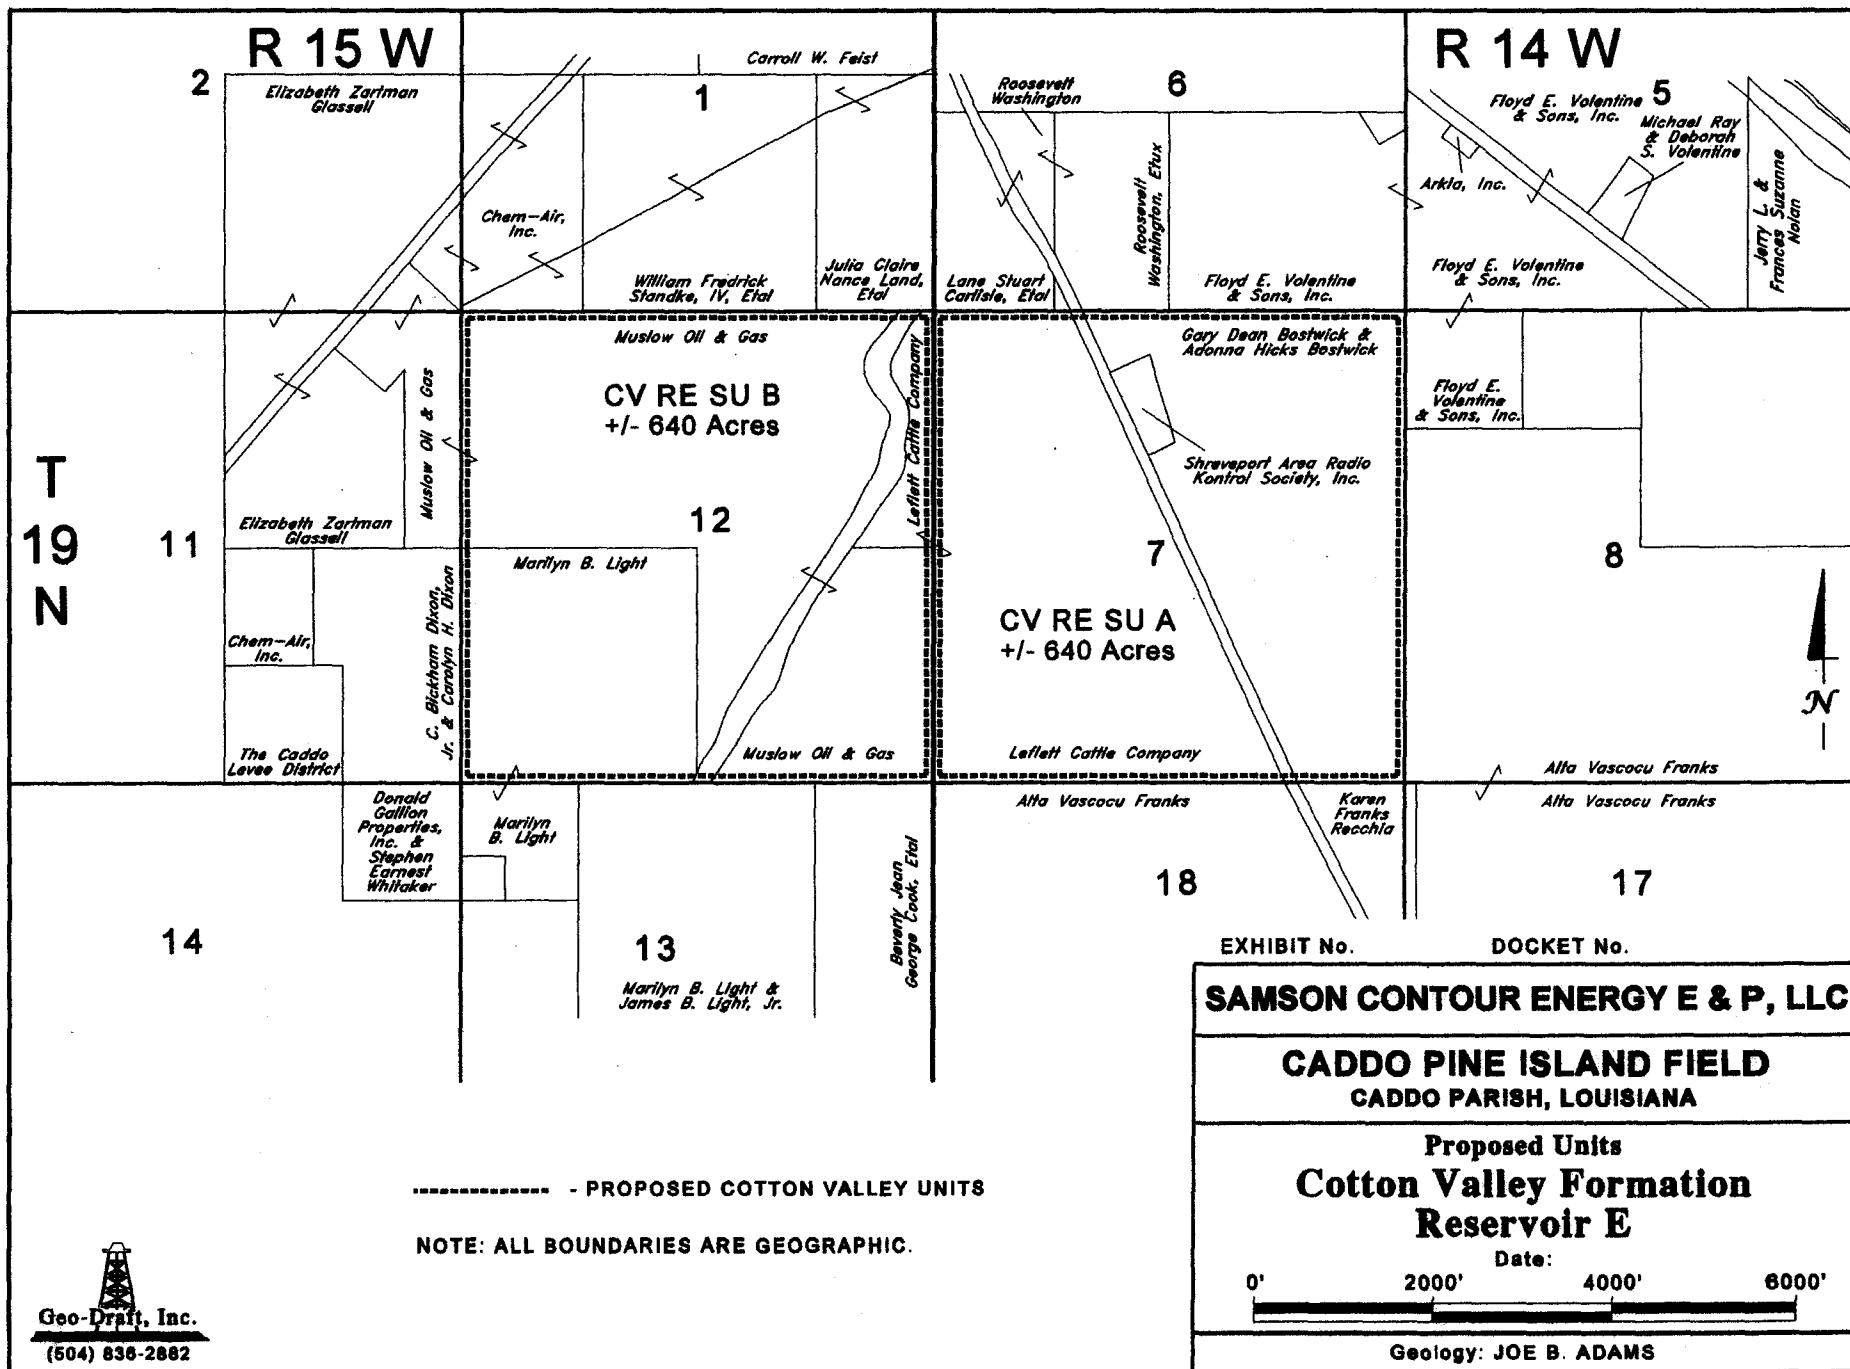 R 15 W
R 14 W
2
Elizabeth Zartman
Glassell
1
Carroll W. Feist
Roosevelt
Washington
6
Floyd E. Volentine
& Sons, Inc.
5
Michael Ray
& Deborah
S. Volentine
Arkla, Inc.
Jerry L. &
Frances Suzanne
Nolan
Chem-Air,
Inc.
William Fredrick
Standke, IV, Etal
Julia Claire
Nance Land,
Etal
Lane Stuart
Carlisle, Etal
Roosevelt
Washington, Etux
Floyd E. Volentine
& Sons, Inc.
Floyd E. Volentine
& Sons, Inc.
T
19
N
11
Muslow Oil & Gas
Elizabeth Zartman
Glassell
Chem-Air,
Inc.
The Caddo
Levee District
C. Bickham Dixon,
Jr. & Carolyn H. Dixon
Muslow Oil & Gas
CV RE SU B
+/- 640 Acres
12
Leflett Cattle Company
Marilyn B. Light
Muslow Oil & Gas
Gary Dean Bostwick &
Adonna Hicks Bostwick
Shreveport Area Radio
Kontrol Society, Inc.
7
CV RE SU A
+/- 640 Acres
Leflett Cattle Company
Floyd E.
Volentine
& Sons, Inc.
8
Alta Vascocu Franks
N
Donald
Gallion
Properties,
Inc. &
Stephen
Earnest
Whitaker
Marilyn
B. Light
14
13
Marilyn B. Light &
James B. Light, Jr.
Beverly Jean
George Cook, Etal
Alta Vascocu Franks
Karen
Franks
Recchia
18
Alta Vascocu Franks
17
EXHIBIT No.
DOCKET No.
SAMSON CONTOUR ENERGY E & P, LLC
CADDO PINE ISLAND FIELD
CADDO PARISH, LOUISIANA
Proposed Units
Cotton Valley Formation
Reservoir E
Date:
0' 2000' 4000' 6000'
Geology: JOE B. ADAMS
- PROPOSED COTTON VALLEY UNITS
NOTE: ALL BOUNDARIES ARE GEOGRAPHIC.
Geo-Draft, Inc.
(504) 836-2882